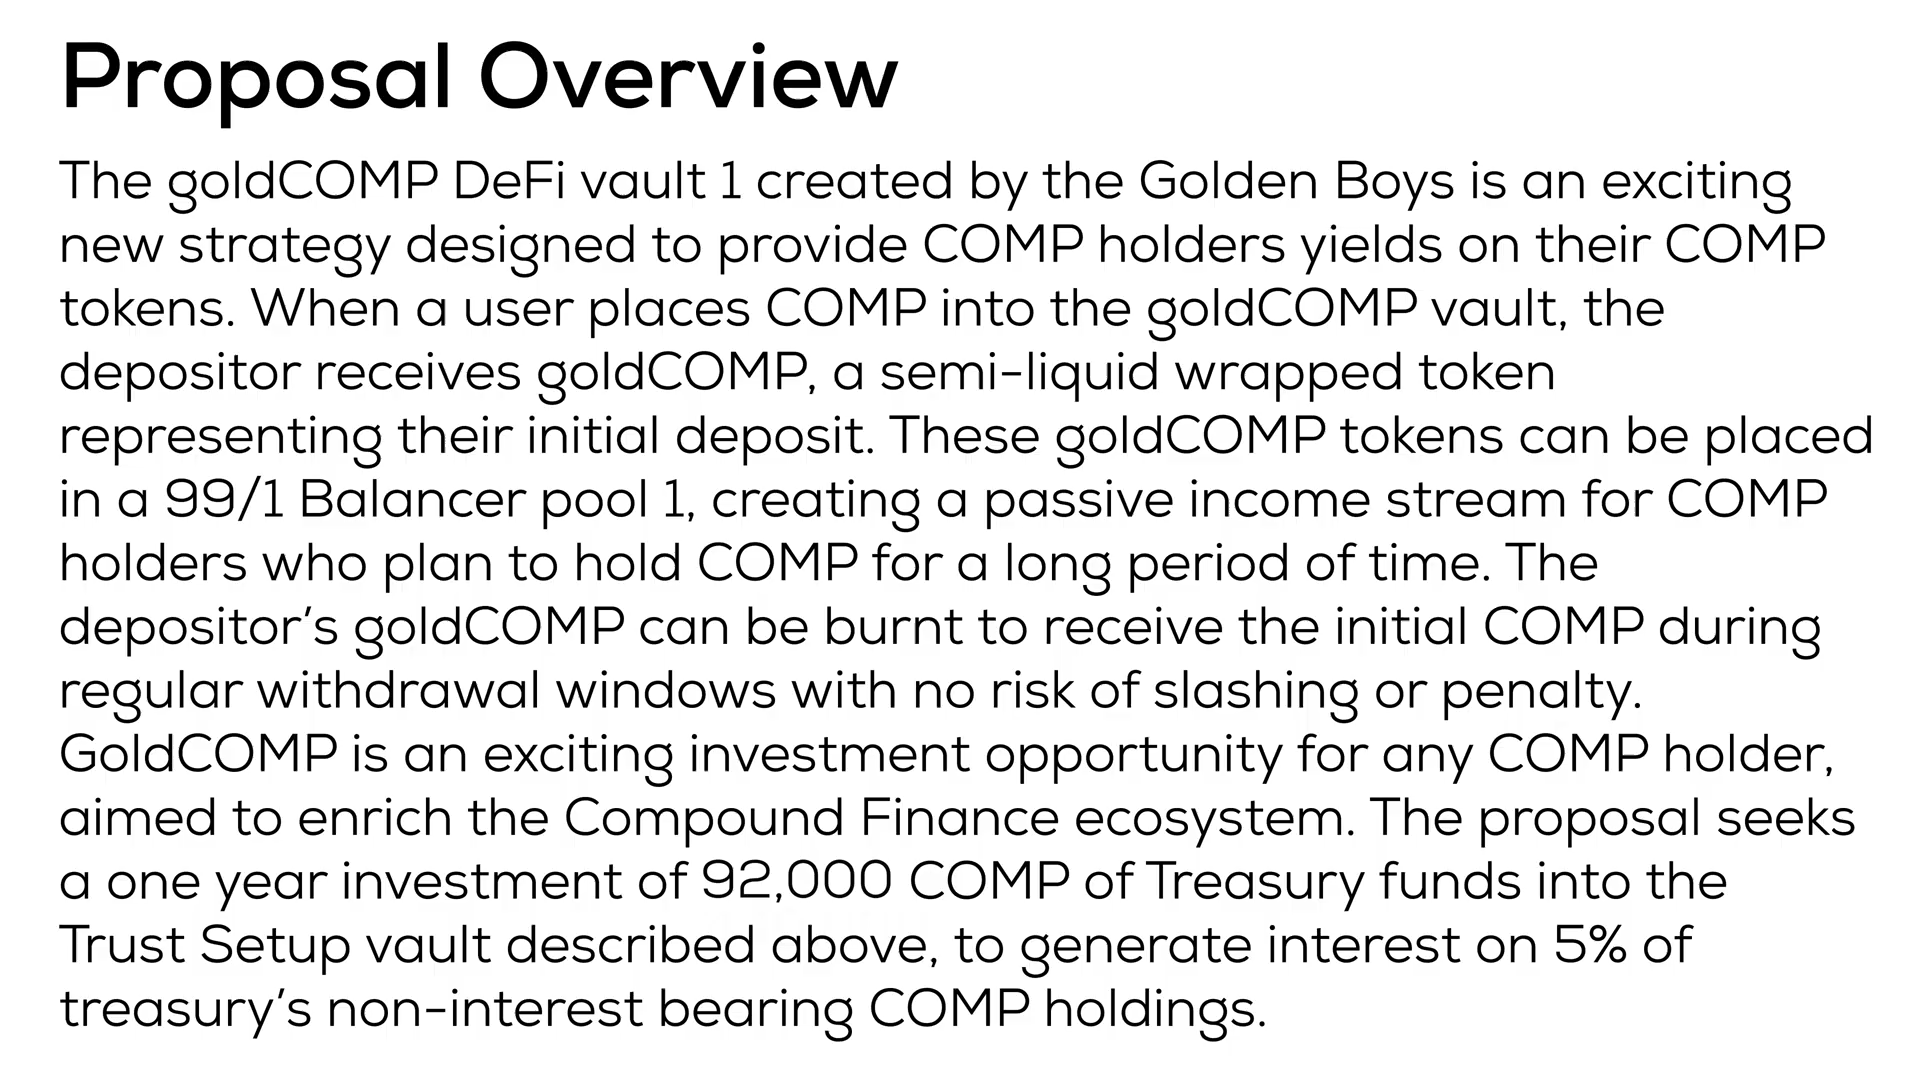 Proposal Overview
The goldCOMP DeFi vault 1 created by the Golden Boys is an exciting
new strategy designed to provide COMP holders yields on their COMP
tokens. When a user places COMP into the goldCOMP vault, the
depositor receives goldCOMP, a semi-liquid wrapped token
representing their initial deposit. These goldCOMP tokens can be placed
in a 99/1 Balancer pool 1, creating a passive income stream for COMP
holders who plan to hold COMP for a long period of time. The
depositor’s goldCOMP can be burnt to receive the initial COMP during
regular withdrawal windows with no risk of slashing or penalty.
GoldCOMP is an exciting investment opportunity for any COMP holder,
aimed to enrich the Compound Finance ecosystem. The proposal seeks
a one year investment of 92,000 COMP of Treasury funds into the
Trust Setup vault described above, to generate interest on 5% of
treasury’s non-interest bearing COMP holdings.